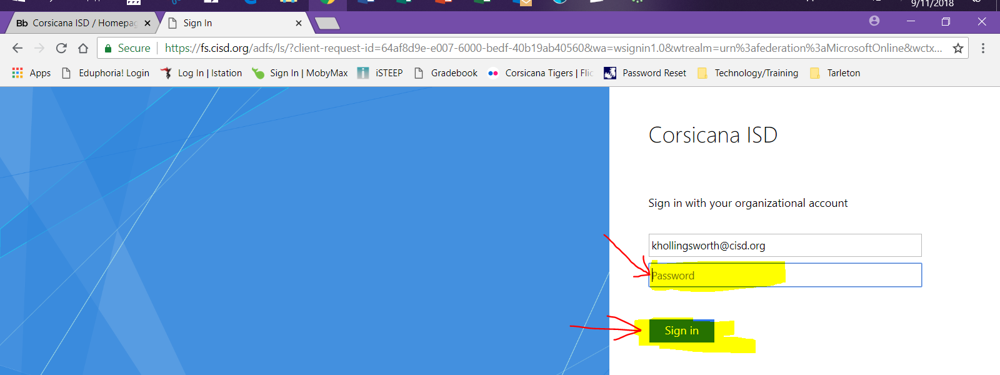 9/11/2018
Bb Corsicana ISD / Homepag
Sign In
Secure https://fs.cisd.org/adfs/ls/?client-request-id=64af8d9e-e007-6000-bedf-40b19ab40560&wa=wsignin1.0&wtrealm=urn%3afederation%3aMicrosoftOnline&wctx...
Apps Eduphoria! Login Log In | Istation Sign In | MobyMax iSTEEP Gradebook Corsicana Tigers | Flic Password Reset Technology/Training Tarleton
Corsicana ISD
Sign in with your organizational account
khollingsworth@cisd.org
Password
Sign in